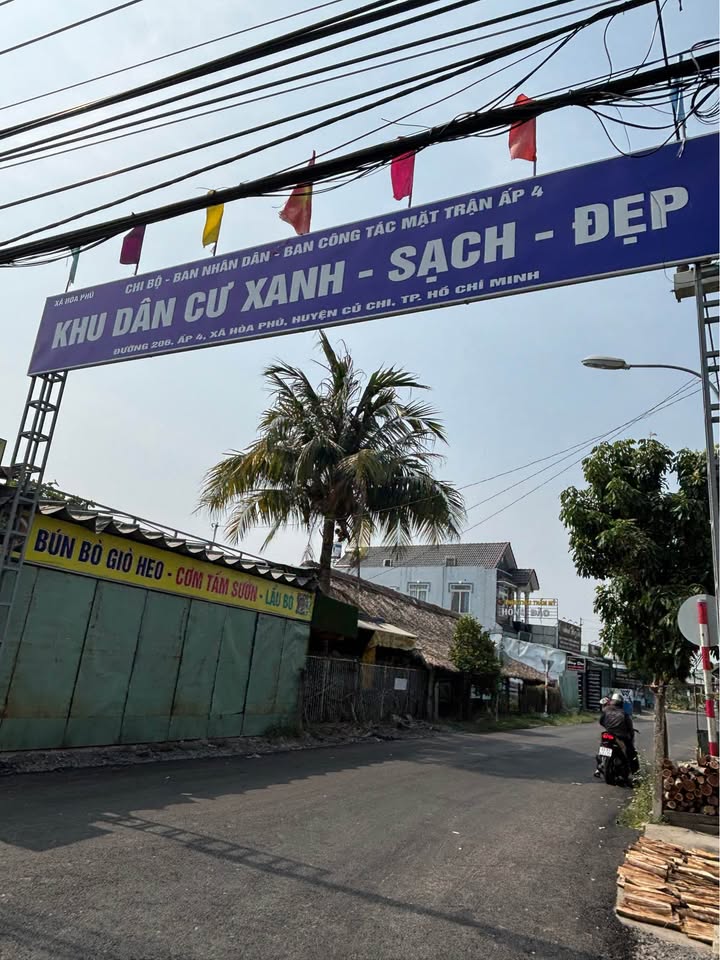 XÃ HÒA PHÚ
CHI BỘ - BAN NHÂN DÂN - BAN CÔNG TÁC MẶT TRẬN ẤP 4
KHU DÂN CƯ XANH - SẠCH - ĐẸP
ĐƯỜNG 206, ẤP 4, XÃ HÒA PHÚ, HUYỆN CỦ CHI, TP. HỒ CHÍ MINH
BÚN BÒ GIÒ HEO - CƠM TẤM SƯỜN - LẨU BÒ